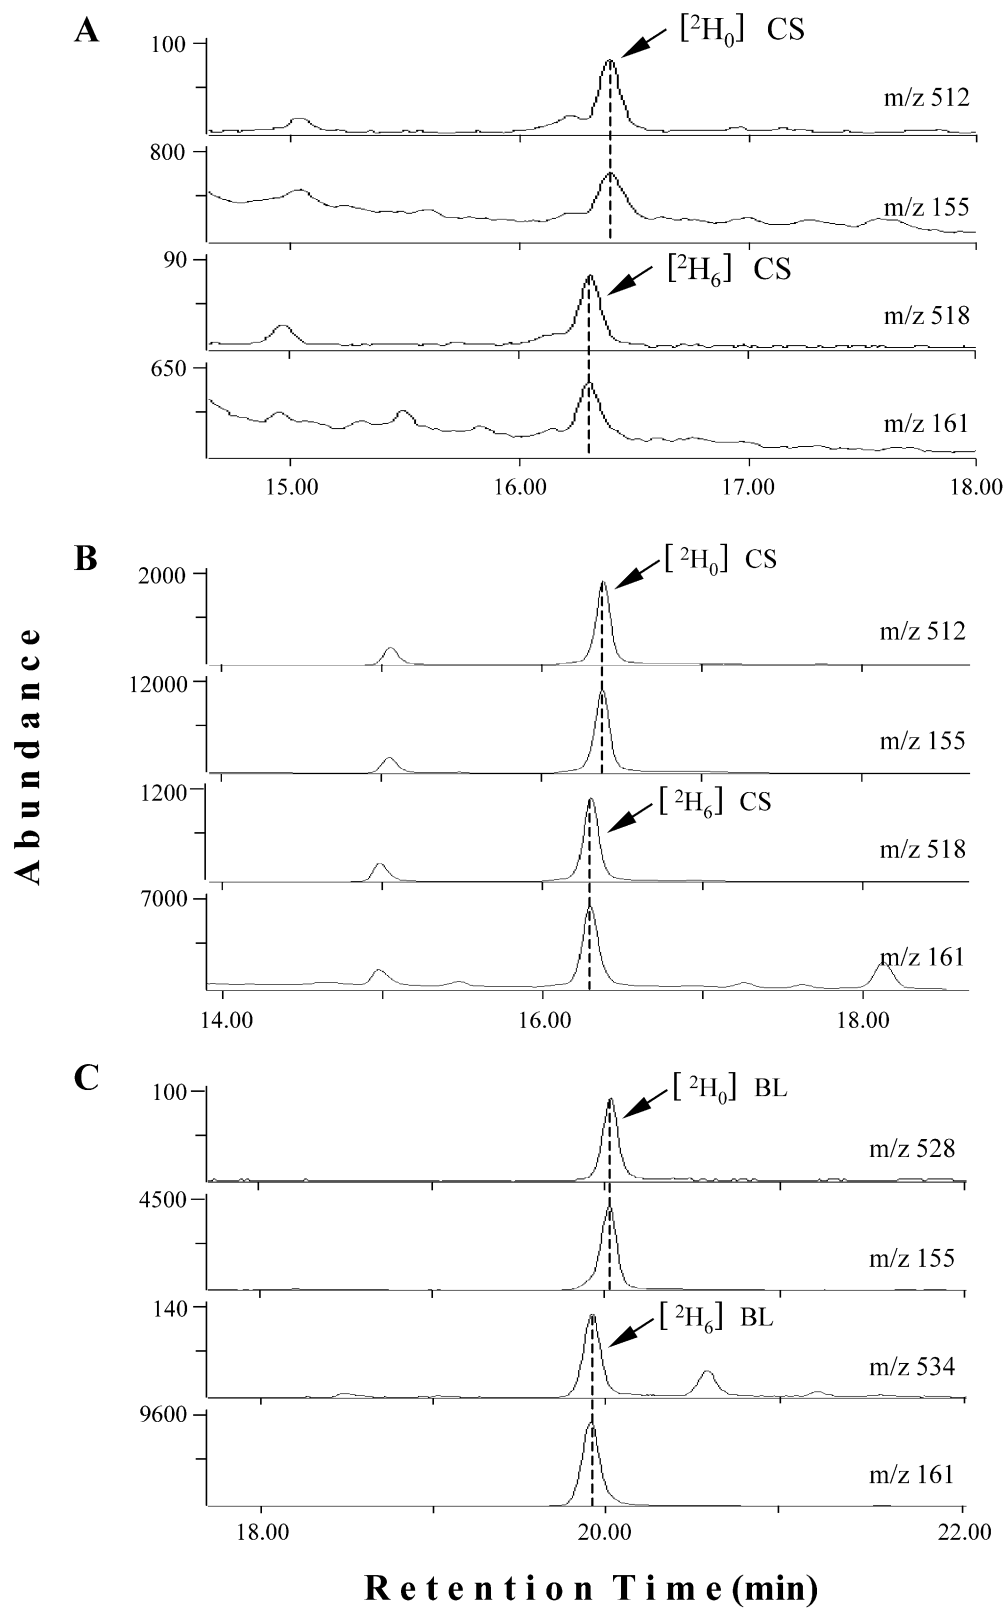 A
[²H₀] CS
100
m/z 512
800
m/z 155
[²H₆] CS
90
m/z 518
650
m/z 161
15.00 16.00 17.00 18.00
B
[²H₀] CS
2000
m/z 512
12000
m/z 155
1200
[²H₆] CS
m/z 518
7000
m/z 161
14.00 16.00 18.00
C
[²H₀] BL
100
m/z 528
4500
m/z 155
140
[²H₆] BL
m/z 534
9600
m/z 161
18.00 20.00 22.00
Abundance
Retention Time (min)